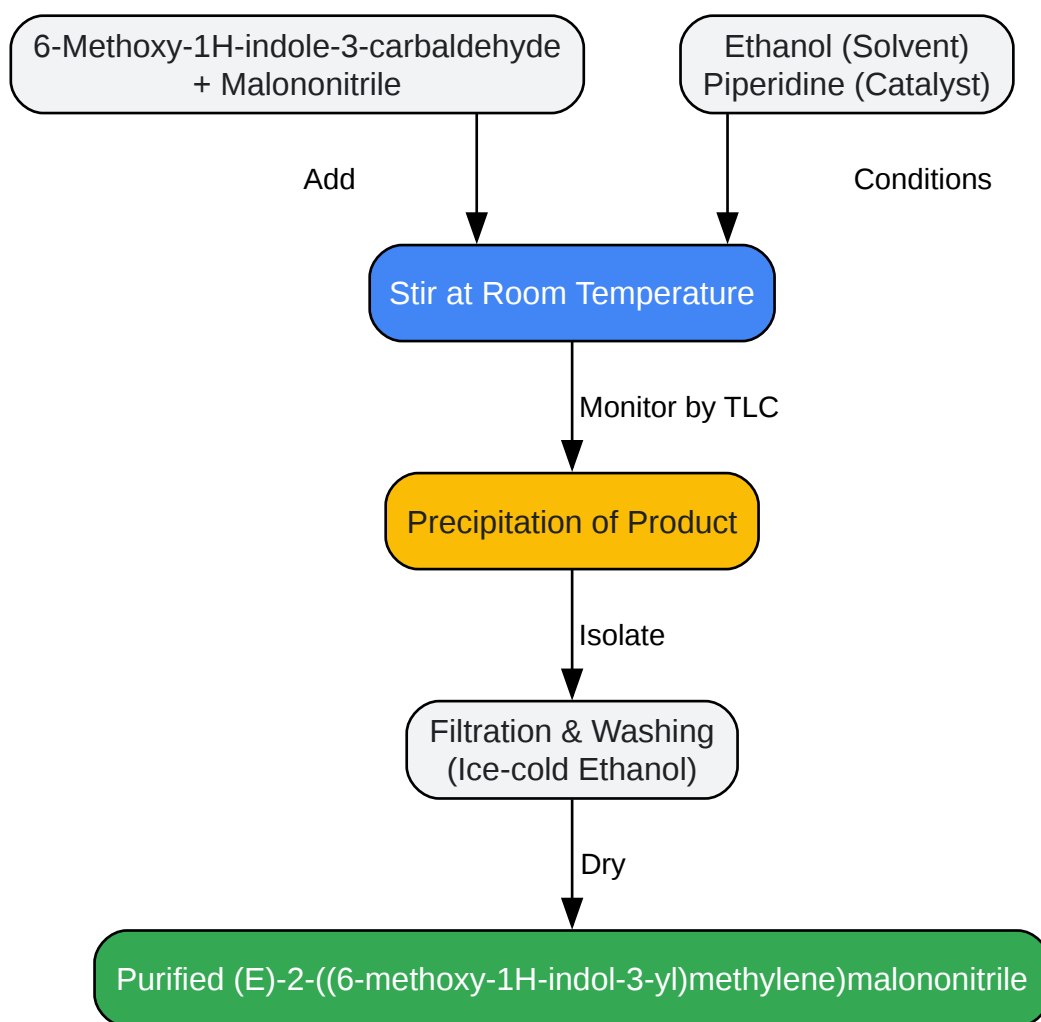 6-Methoxy-1H-indole-3-carbaldehyde
+ Malononitrile
Ethanol (Solvent)
Piperidine (Catalyst)
Add
Conditions
Stir at Room Temperature
Monitor by TLC
Precipitation of Product
Isolate
Filtration & Washing
(Ice-cold Ethanol)
Dry
Purified (E)-2-((6-methoxy-1H-indol-3-yl)methylene)malononitrile